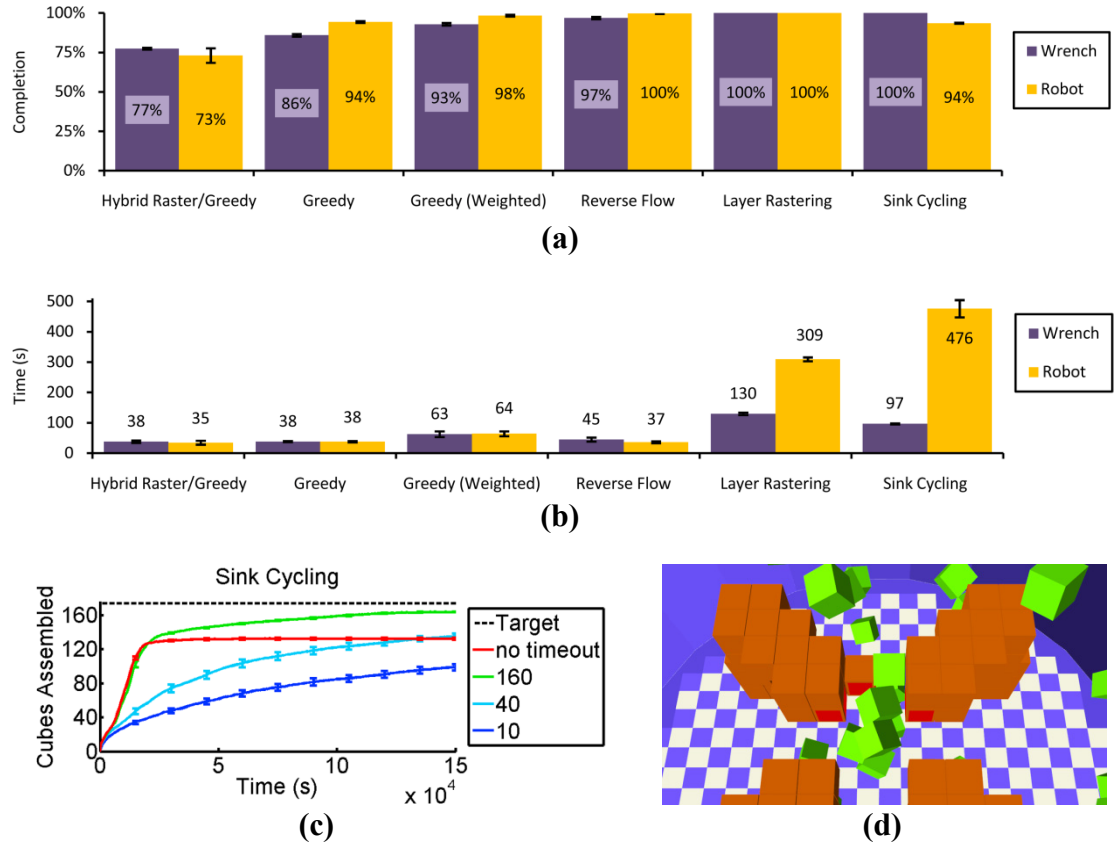 100%
75%
50%
25%
0%
Completion
77%
73%
86%
94%
93%
98%
97%
100%
100%
100%
100%
94%
Hybrid Raster/Greedy
Greedy
Greedy (Weighted)
Reverse Flow
Layer Rastering
Sink Cycling
Wrench
Robot
(a)
500
400
300
200
100
0
Time (s)
38
35
38
38
63
64
45
37
130
309
97
476
Hybrid Raster/Greedy
Greedy
Greedy (Weighted)
Reverse Flow
Layer Rastering
Sink Cycling
Wrench
Robot
(b)
Sink Cycling
160
120
80
40
0
Cubes Assembled
0
5
10
15
Time (s)
x 10⁴
Target
no timeout
160
40
10
(c)
(d)